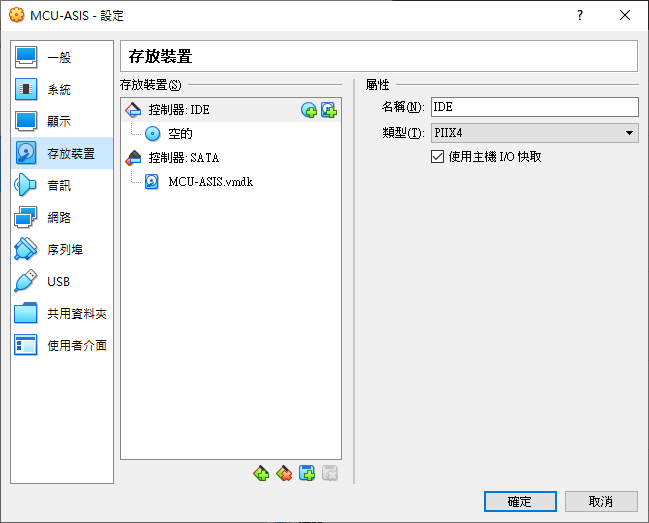 MCU-ASIS - 設定
?
一般
系統
顯示
存放裝置
音訊
網路
序列埠
USB
共用資料夾
使用者介面
存放裝置
存放裝置(S)
控制器: IDE
空的
控制器: SATA
MCU-ASIS.vmdk
屬性
名稱(N): IDE
類型(T): PIIX4
使用主機 I/O 快取
確定
取消